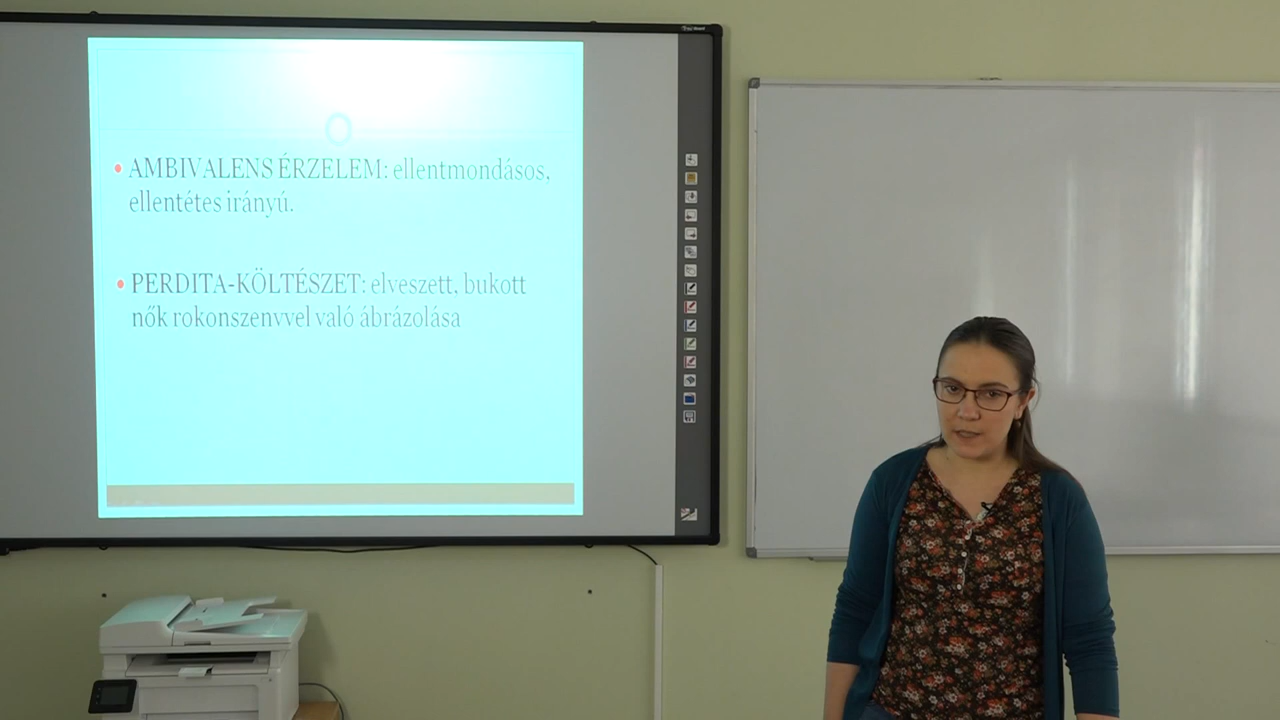 AMBIVALENS ÉRZELEM: ellentmondásos,
ellentétes irányú.
PERDITA-KÖLTÉSZET: elveszett, bukott
nők rokonszenvvel való ábrázolása